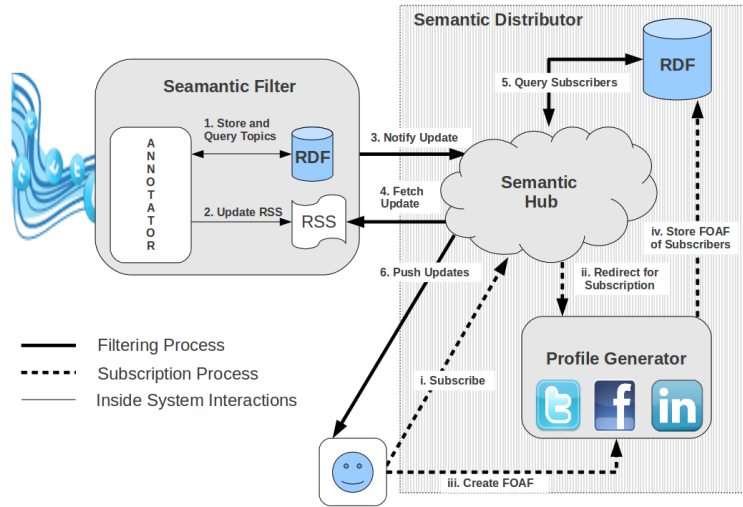 Semantic Distributor
Seamantic Filter
1. Store and
Query Topics
A
N
N
O
T
A
T
O
R
RDF
2. Update RSS
RSS
3. Notify Update
4. Fetch
Update
5. Query Subscribers
RDF
Semantic
Hub
6. Push Updates
ii. Redirect for
Subscription
iv. Store FOAF
of Subscribers
Profile Generator
t
f
in
i. Subscribe
iii. Create FOAF
Filtering Process
Subscription Process
Inside System Interactions